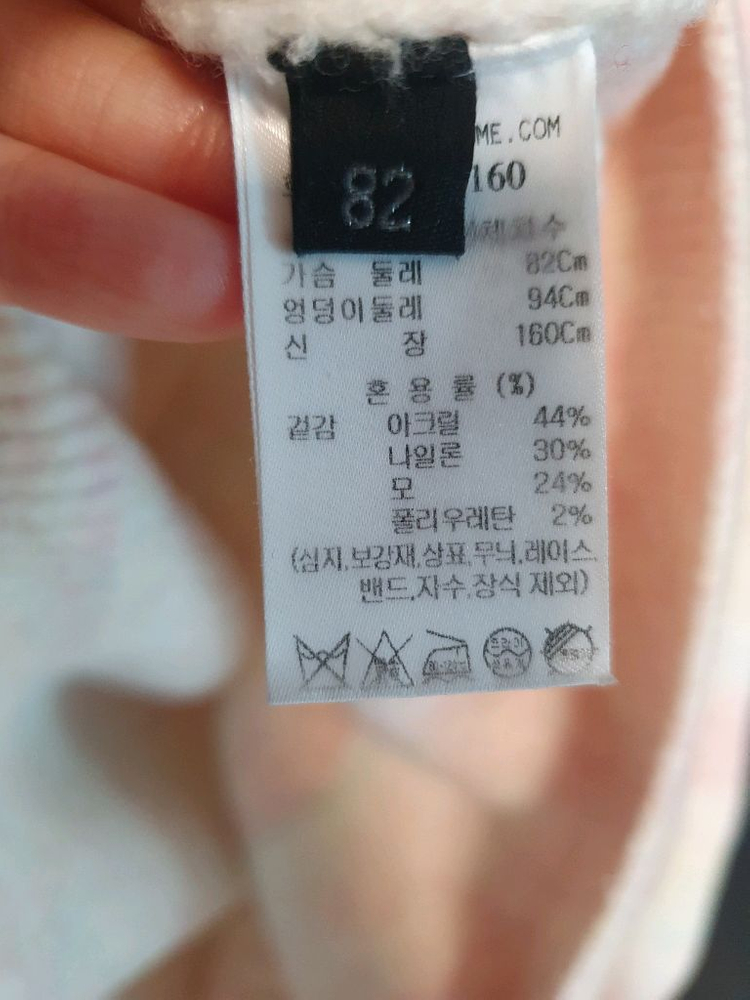 ME.COM
82
160
가슴 둘레 82Cm
엉덩이둘레 94Cm
신 장 160Cm
혼 용 률 (%)
겉감 아크릴 44%
나일론 30%
모 24%
폴리우레탄 2%
(심지,보강재,상표,무늬,레이스,
밴드,자수,장식 제외)